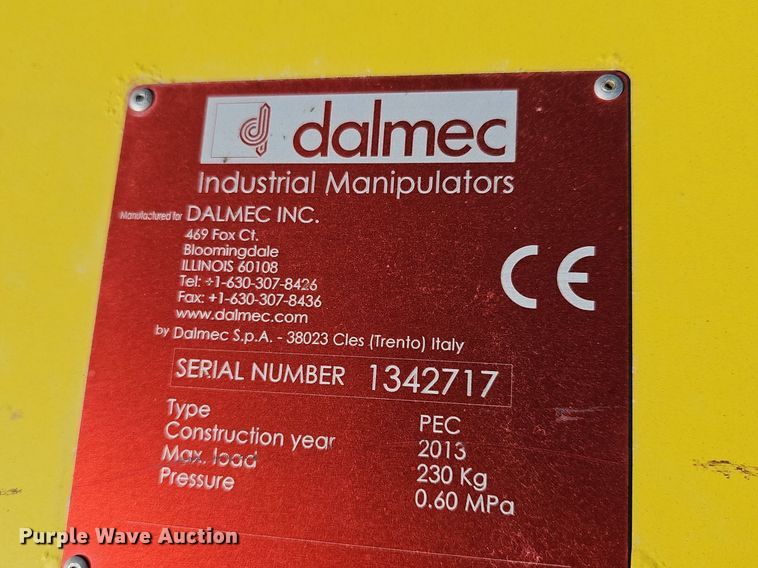 dalmec
Industrial Manipulators
Manufactured for DALMEC INC.
469 Fox Ct.
Bloomingdale
ILLINOIS 60108
Tel: +1-630-307-8426
Fax: +1-630-307-8436
www.dalmec.com
by Dalmec S.p.A. - 38023 Cles (Trento) Italy
CE
SERIAL NUMBER 1342717
Type PEC
Construction year 2013
Max. load 230 Kg
Pressure 0.60 MPa
Purple Wave Auction